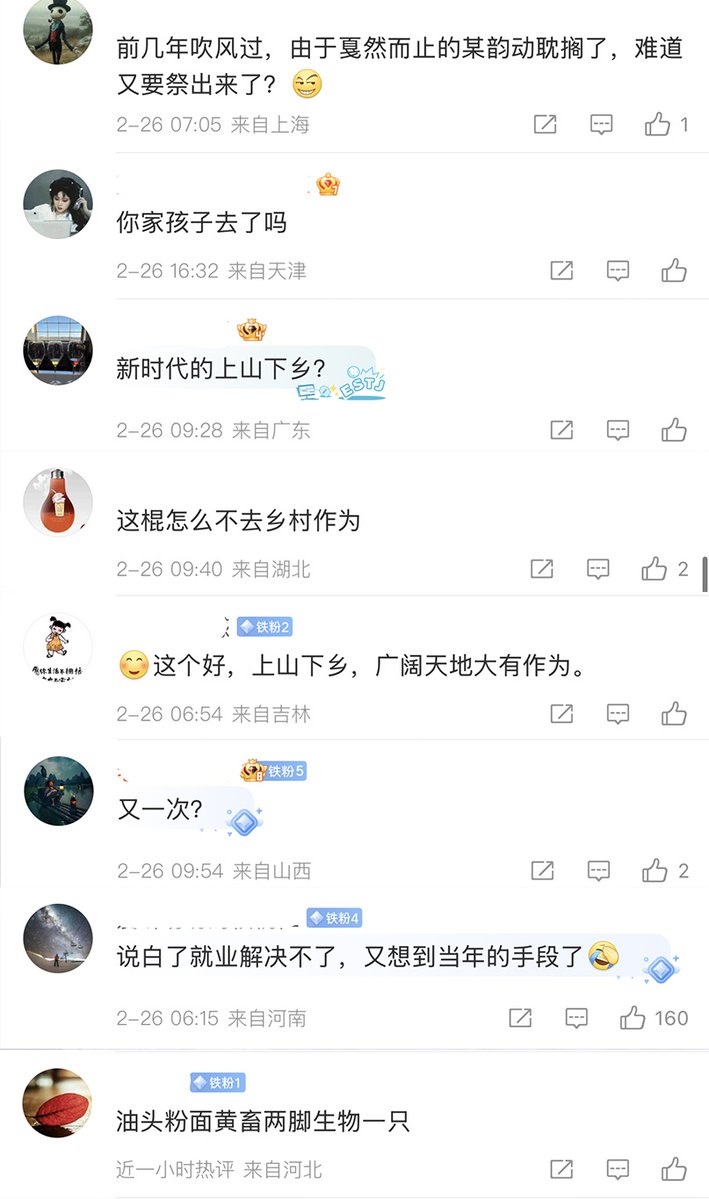 前几年吹风过，由于戛然而止的某韵动耽搁了，难道
又要祭出来了？
2-26 07:05 来自上海
1
你家孩子去了吗
2-26 16:32 来自天津
新时代的上山下乡？
ESTJ
2-26 09:28 来自广东
这棍怎么不去乡村作为
2-26 09:40 来自湖北
2
铁粉2
这个好，上山下乡，广阔天地大有作为。
2-26 06:54 来自吉林
铁粉5
又一次？
2-26 09:54 来自山西
2
铁粉4
说白了就业解决不了，又想到当年的手段了
2-26 06:15 来自河南
160
铁粉1
油头粉面黄畜两脚生物一只
近一小时热评 来自河北